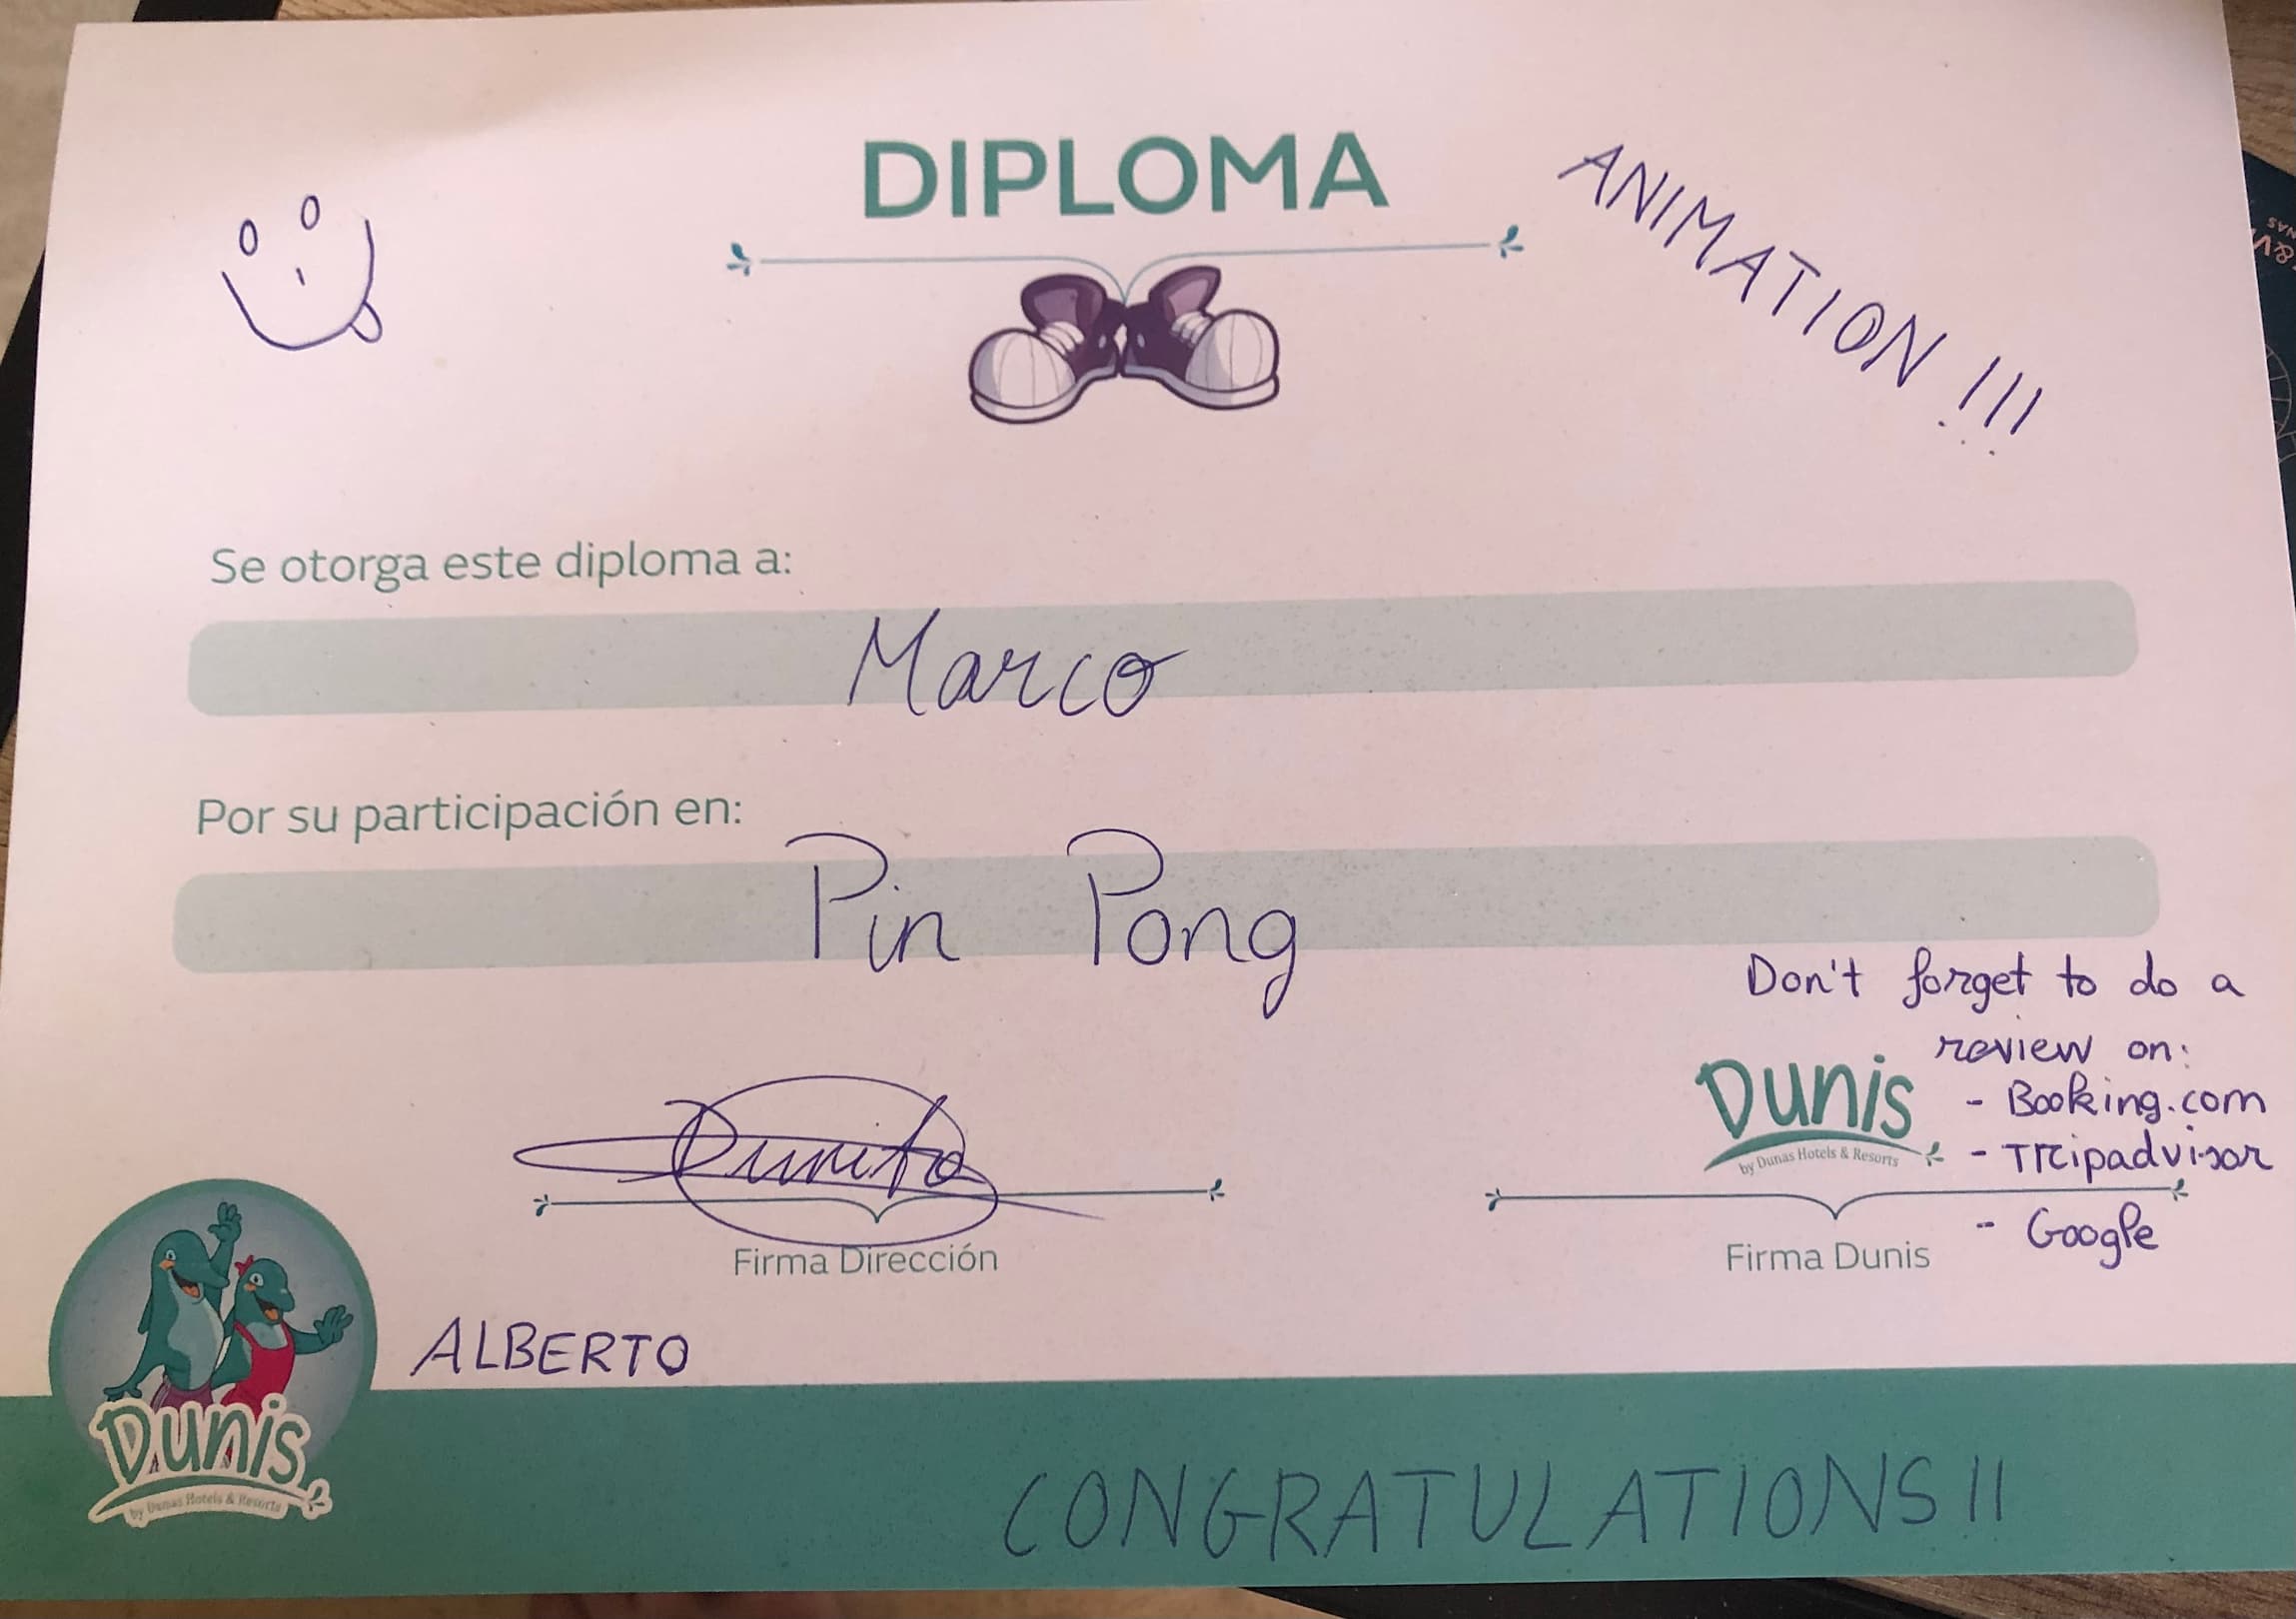 DIPLOMA
ANIMATION !!!
Se otorga este diploma a:
Marco
Por su participación en:
Pin Pong
Don't forget to do a
review on:
- Booking.com
- Tripadvisor
- Google
Dunis
by Dunas Hotels & Resorts
Dunito
Firma Dirección
Firma Dunis
ALBERTO
Dunis
by Dunas Hotels & Resorts
CONGRATULATIONS!!